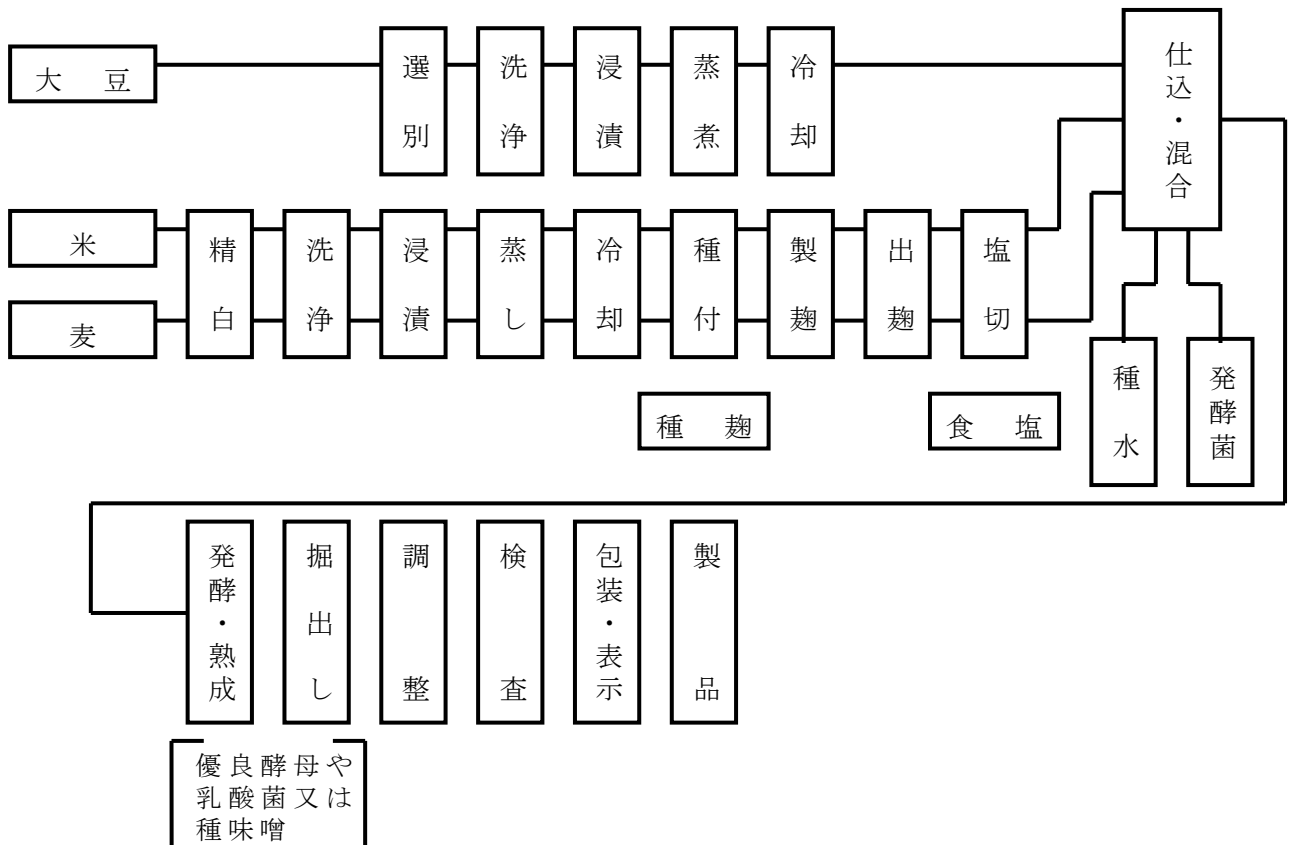 大豆
選別
洗浄
浸漬
蒸煮
冷却
仕込・混合
米
麦
精白
洗浄
浸漬
蒸し
冷却
種付
製麹
出麹
塩切
種麹
食塩
種水
発酵菌
発酵・熟成
掘出し
調整
検査
包装・表示
製品
優良酵母や
乳酸菌又は
種味噌